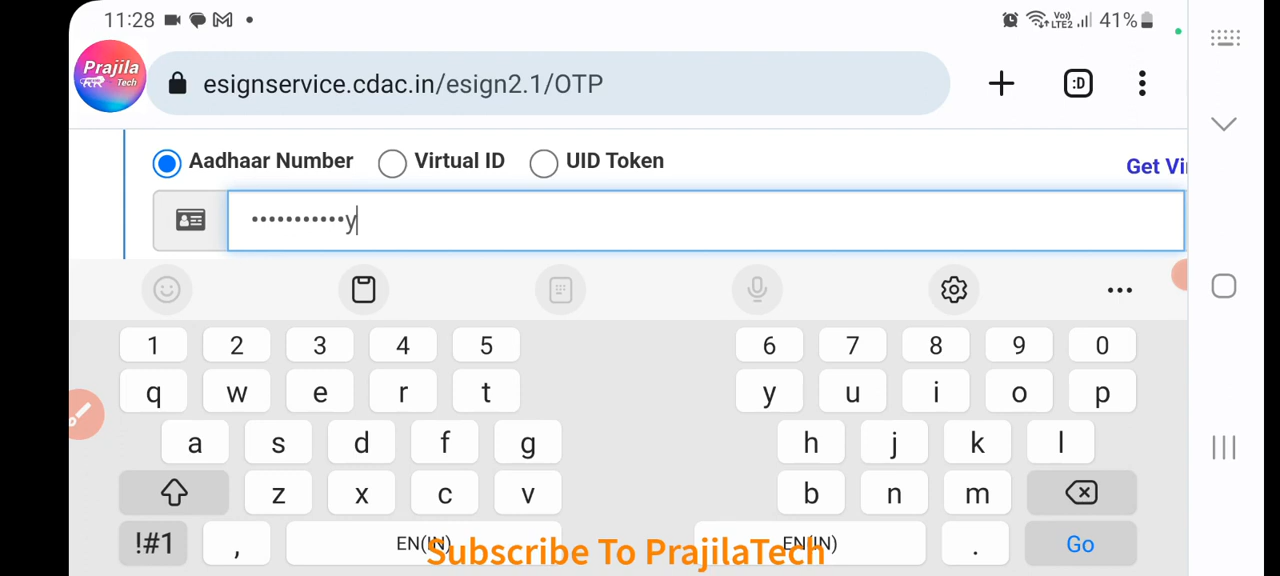 11:28
Vo)) LTE2 41%
Prajila Tech
esignservice.cdac.in/esign2.1/OTP
:D
Aadhaar Number Virtual ID UID Token Get Vi
•••••••••••y
1 2 3 4 5 6 7 8 9 0
q w e r t y u i o p
a s d f g h j k l
z x c v b n m
!#1 , EN(IN) EN(IN) . Go
Subscribe To PrajilaTech